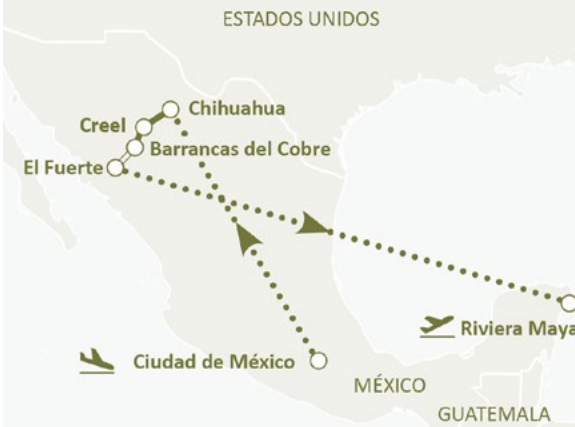 ESTADOS UNIDOS
Chihuahua
Creel
Barrancas del Cobre
El Fuerte
Riviera Maya
Ciudad de México
MÉXICO
GUATEMALA